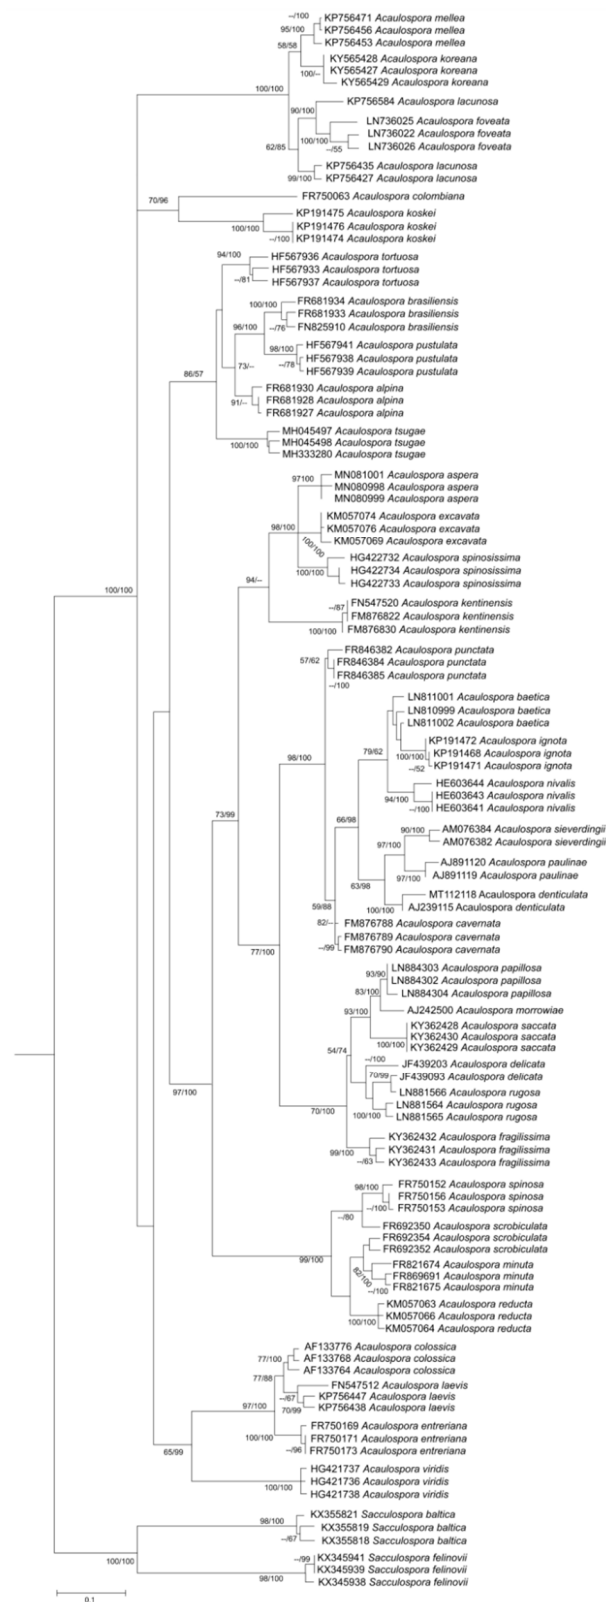 --/100
KP756471 Acaulospora mellea
95/100
KP756456 Acaulospora mellea
KP756453 Acaulospora mellea
58/58
KY565428 Acaulospora koreana
KY565427 Acaulospora koreana
100/--
KY565429 Acaulospora koreana
100/100
KP756584 Acaulospora lacunosa
90/100
LN736025 Acaulospora foveata
LN736022 Acaulospora foveata
100/100
62/85
--/55
LN736026 Acaulospora foveata
KP756435 Acaulospora lacunosa
99/100
KP756427 Acaulospora lacunosa
70/96
FR750063 Acaulospora colombiana
KP191475 Acaulospora koskei
100/100
KP191476 Acaulospora koskei
--/100
KP191474 Acaulospora koskei
94/100
HF567936 Acaulospora tortuosa
HF567933 Acaulospora tortuosa
--/81
HF567937 Acaulospora tortuosa
100/100
FR681934 Acaulospora brasiliensis
FR681933 Acaulospora brasiliensis
96/100
--/76
FN825910 Acaulospora brasiliensis
HF567941 Acaulospora pustulata
98/100
HF567938 Acaulospora pustulata
73/--
--/78
HF567939 Acaulospora pustulata
86/57
FR681930 Acaulospora alpina
FR681928 Acaulospora alpina
91/--
FR681927 Acaulospora alpina
MH045497 Acaulospora tsugae
100/100
MH045498 Acaulospora tsugae
MH333280 Acaulospora tsugae
97100
MN081001 Acaulospora aspera
MN080998 Acaulospora aspera
MN080999 Acaulospora aspera
KM057074 Acaulospora excavata
98/100
KM057076 Acaulospora excavata
100/100
KM057069 Acaulospora excavata
HG422732 Acaulospora spinosissima
100/100
HG422734 Acaulospora spinosissima
94/--
HG422733 Acaulospora spinosissima
100/100
--/87
FN547520 Acaulospora kentinensis
FM876822 Acaulospora kentinensis
100/100
FM876830 Acaulospora kentinensis
FR846382 Acaulospora punctata
57/62
FR846384 Acaulospora punctata
FR846385 Acaulospora punctata
--/100
LN811001 Acaulospora baetica
LN810999 Acaulospora baetica
LN811002 Acaulospora baetica
KP191472 Acaulospora ignota
79/62
100/100
KP191468 Acaulospora ignota
98/100
--/52
KP191471 Acaulospora ignota
HE603644 Acaulospora nivalis
HE603643 Acaulospora nivalis
94/100
--/100
HE603641 Acaulospora nivalis
73/99
66/98
90/100
AM076384 Acaulospora sieverdingii
AM076382 Acaulospora sieverdingii
97/100
AJ891120 Acaulospora paulinae
97/100
AJ891119 Acaulospora paulinae
63/98
MT112118 Acaulospora denticulata
59/88
100/100
AJ239115 Acaulospora denticulata
82/--
FM876788 Acaulospora cavernata
FM876789 Acaulospora cavernata
--/99
FM876790 Acaulospora cavernata
77/100
93/90
LN884303 Acaulospora papillosa
LN884302 Acaulospora papillosa
83/100
LN884304 Acaulospora papillosa
93/100
AJ242500 Acaulospora morrowiae
KY362428 Acaulospora saccata
KY362430 Acaulospora saccata
100/100
KY362429 Acaulospora saccata
54/74
--/100
JF439203 Acaulospora delicata
70/99
JF439093 Acaulospora delicata
LN881566 Acaulospora rugosa
97/100
LN881564 Acaulospora rugosa
70/100
100/100
LN881565 Acaulospora rugosa
KY362432 Acaulospora fragilissima
99/100
KY362431 Acaulospora fragilissima
--/63
KY362433 Acaulospora fragilissima
98/100
FR750152 Acaulospora spinosa
FR750156 Acaulospora spinosa
--/100
FR750153 Acaulospora spinosa
--/80
FR692350 Acaulospora scrobiculata
FR692354 Acaulospora scrobiculata
FR692352 Acaulospora scrobiculata
99/100
FR821674 Acaulospora minuta
82/100
FR869691 Acaulospora minuta
--/100
FR821675 Acaulospora minuta
KM057063 Acaulospora reducta
KM057066 Acaulospora reducta
100/100
KM057064 Acaulospora reducta
AF133776 Acaulospora colossica
77/100
AF133768 Acaulospora colossica
AF133764 Acaulospora colossica
77/88
FN547512 Acaulospora laevis
--/67
KP756447 Acaulospora laevis
97/100
70/99
KP756438 Acaulospora laevis
FR750169 Acaulospora entreriana
100/100
FR750171 Acaulospora entreriana
65/99
--/96
FR750173 Acaulospora entreriana
HG421737 Acaulospora viridis
HG421736 Acaulospora viridis
100/100
HG421738 Acaulospora viridis
KX355821 Sacculospora baltica
98/100
KX355819 Sacculospora baltica
--/67
KX355818 Sacculospora baltica
100/100
--/99
KX345941 Sacculospora felinovii
KX345939 Sacculospora felinovii
98/100
KX345938 Sacculospora felinovii
0.1